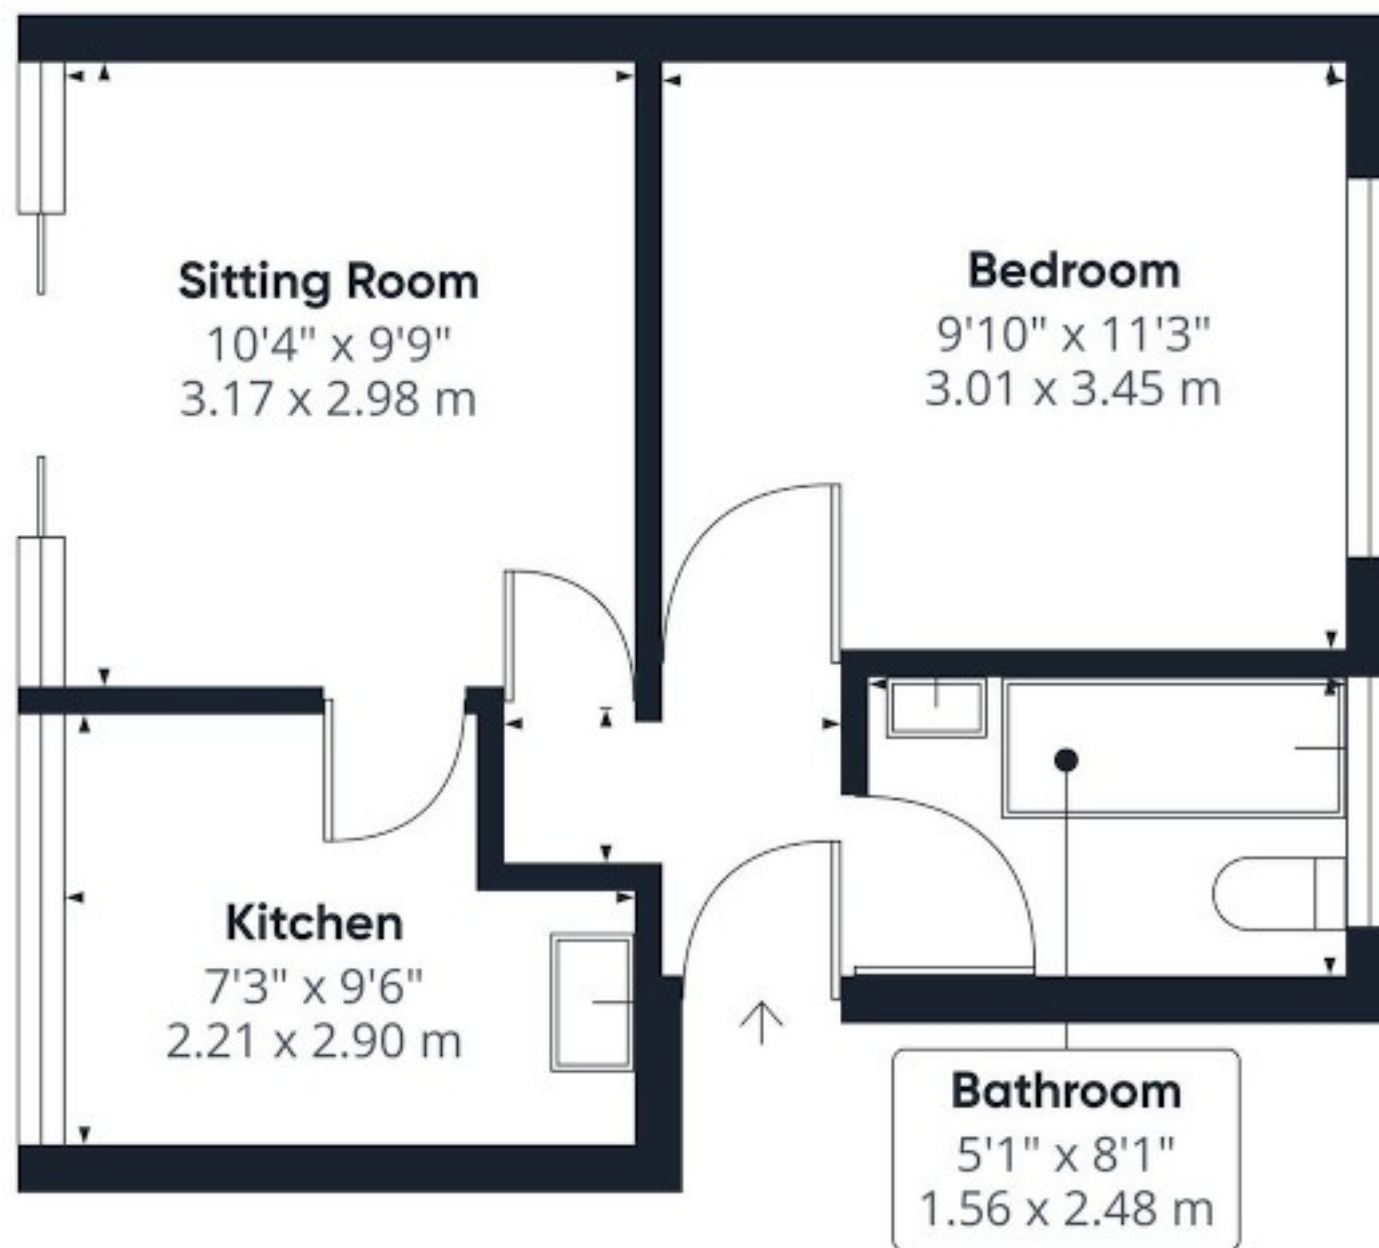 Sitting Room
10'4" x 9'9"
3.17 x 2.98 m
Bedroom
9'10" x 11'3"
3.01 x 3.45 m
Kitchen
7'3" x 9'6"
2.21 x 2.90 m
Bathroom
5'1" x 8'1"
1.56 x 2.48 m